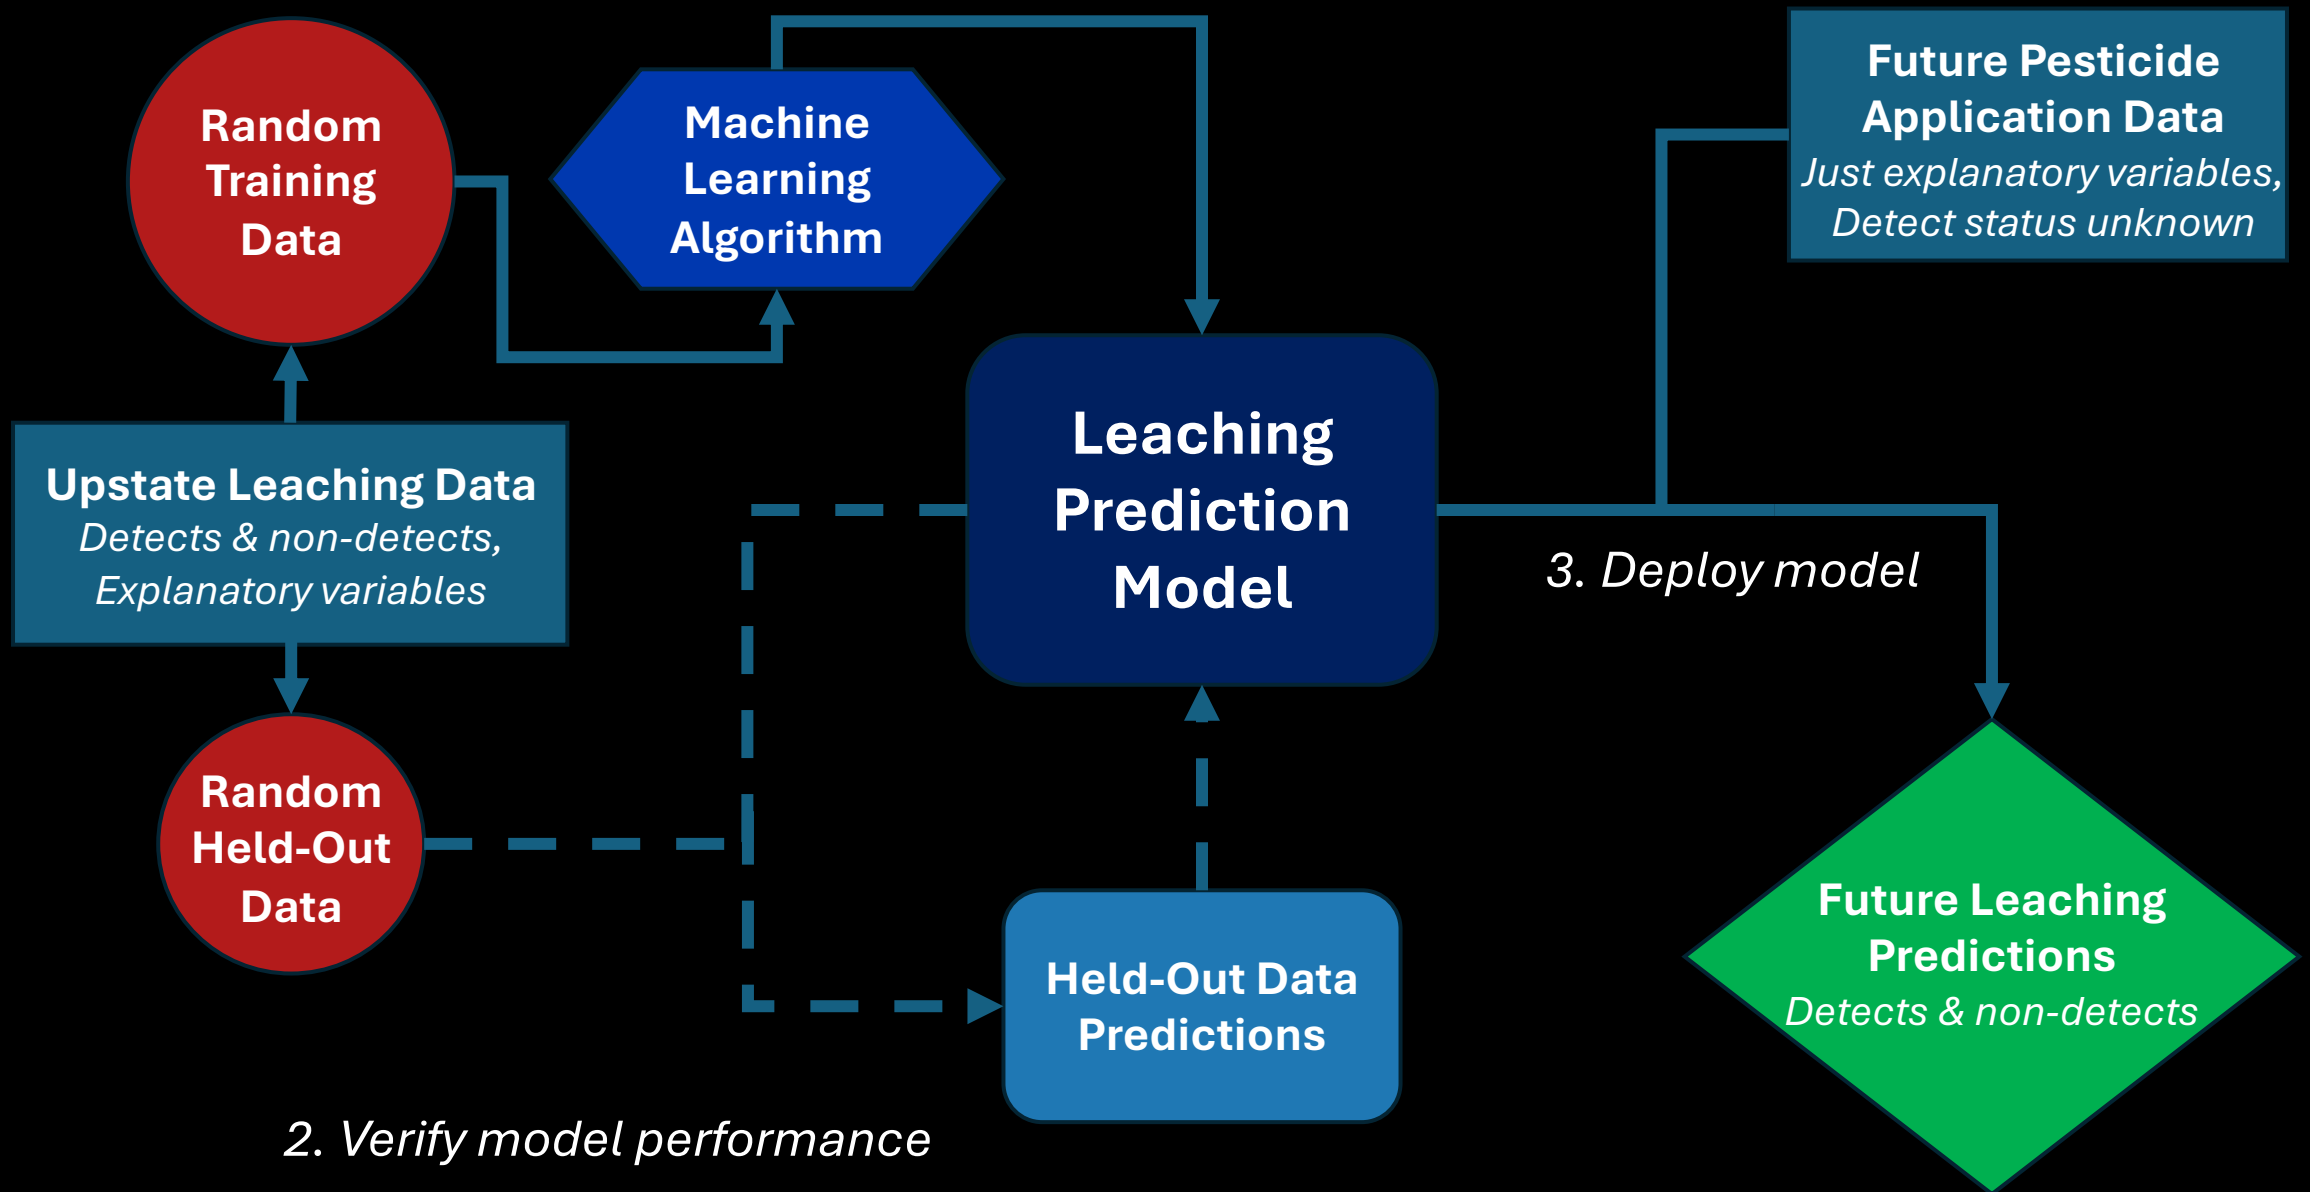 Random
Training
Data
Machine
Learning
Algorithm
Future Pesticide
Application Data
Just explanatory variables,
Detect status unknown
Upstate Leaching Data
Detects & non-detects,
Explanatory variables
Leaching
Prediction
Model
3. Deploy model
Random
Held-Out
Data
Held-Out Data
Predictions
Future Leaching
Predictions
Detects & non-detects
2. Verify model performance